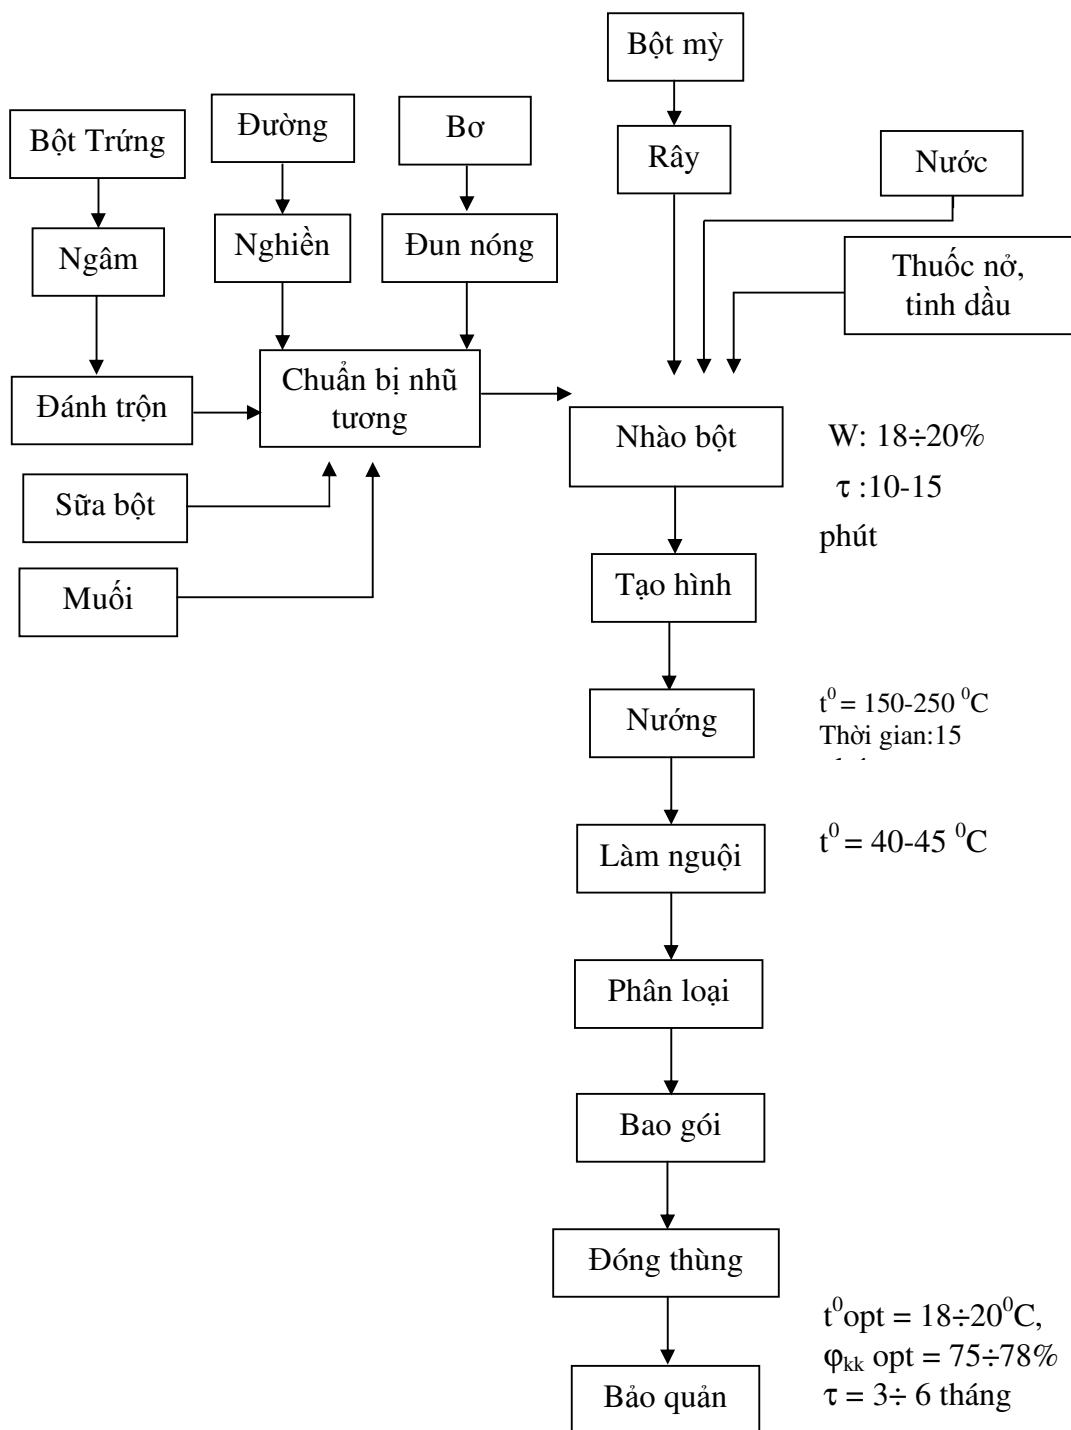 Bột mỳ
Bột Trứng
Đường
Bơ
Rây
Nước
Ngâm
Nghiền
Đun nóng
Thuốc nở,
tinh dầu
Đánh trộn
Chuẩn bị nhũ
tương
Nhào bột
W: 18÷20%
τ :10-15
phút
Sữa bột
Muối
Tạo hình
Nướng
t⁰ = 150-250 ⁰C
Thời gian:15
Làm nguội
t⁰ = 40-45 ⁰C
Phân loại
Bao gói
Đóng thùng
Bảo quản
t⁰opt = 18÷20⁰C,
φkk opt = 75÷78%
τ = 3÷ 6 tháng